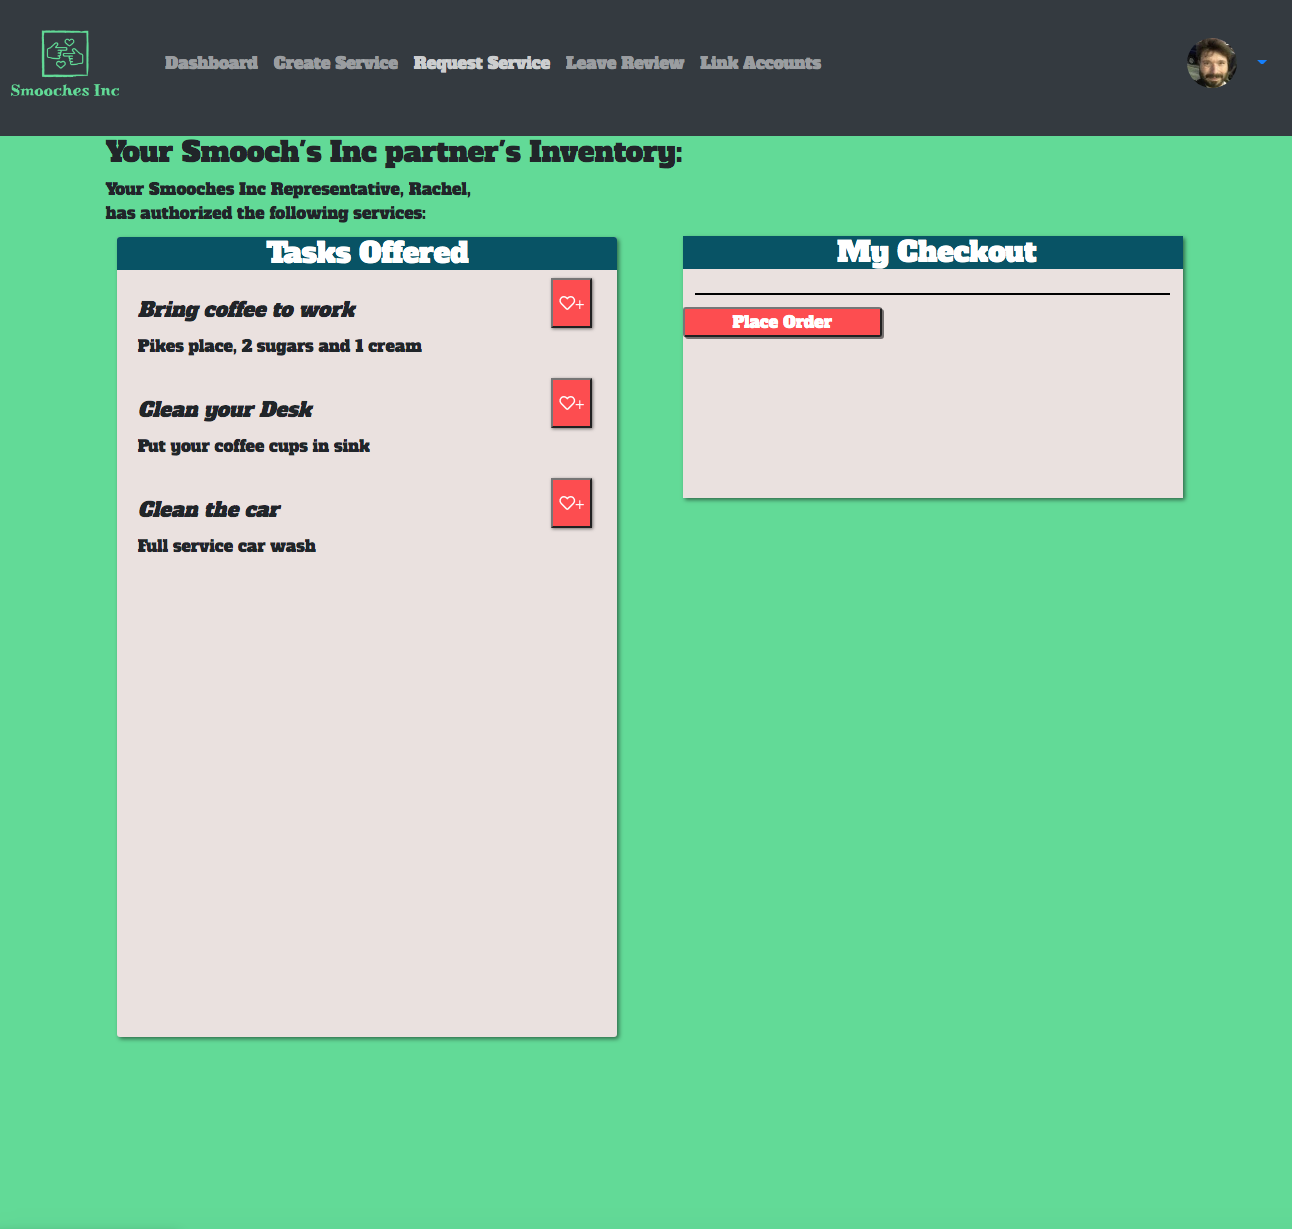 Smooches Inc
Dashboard Create Service Request Service Leave Review Link Accounts
Your Smooch's Inc partner's Inventory:
Your Smooches Inc Representative, Rachel,
has authorized the following services:
Tasks Offered
Bring coffee to work
+
Pikes place, 2 sugars and 1 cream
Clean your Desk
+
Put your coffee cups in sink
Clean the car
+
Full service car wash
My Checkout
Place Order